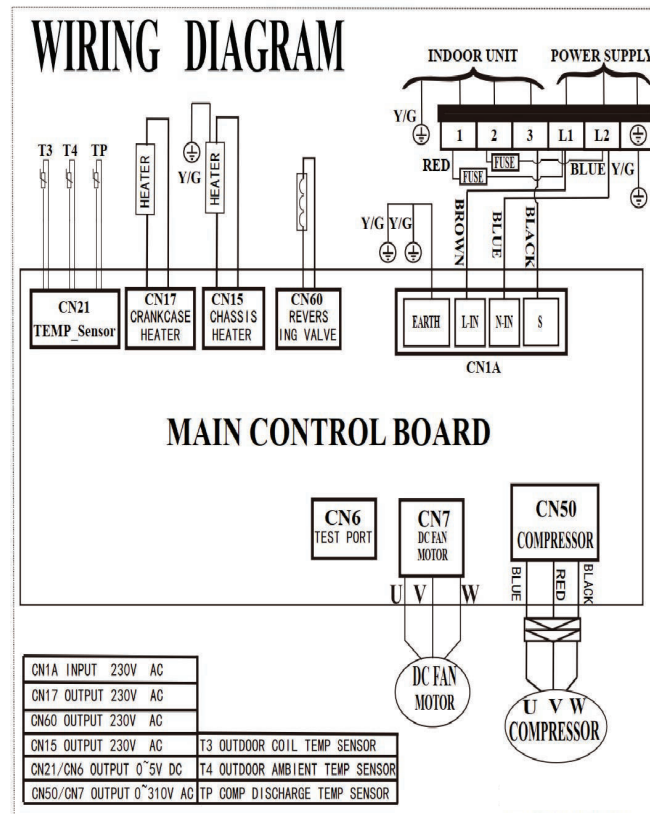 WIRING DIAGRAM
INDOOR UNIT
POWER SUPPLY
Y/G
1 2 3 L1 L2
RED
FUSE
FUSE
BLUE
Y/G
T3 T4 TP
HEATER
Y/G
HEATER
Y/G Y/G
BROWN
BLUE
BLACK
CN21
TEMP_Sensor
CN17
CRANKCASE
HEATER
CN15
CHASSIS
HEATER
CN60
REVERS
ING VALVE
EARTH
L-IN
N-IN
S
CN1A
MAIN CONTROL BOARD
CN6
TEST PORT
CN7
DC FAN
MOTOR
CN50
COMPRESSOR
U V W
BLUE
RED
BLACK
DC FAN
MOTOR
U V W
COMPRESSOR
CN1A INPUT 230V AC
CN17 OUTPUT 230V AC
CN60 OUTPUT 230V AC
CN15 OUTPUT 230V AC
T3 OUTDOOR COIL TEMP SENSOR
CN21/CN6 OUTPUT 0~5V DC
T4 OUTDOOR AMBIENT TEMP SENSOR
CN50/CN7 OUTPUT 0~310V AC
TP COMP DISCHARGE TEMP SENSOR